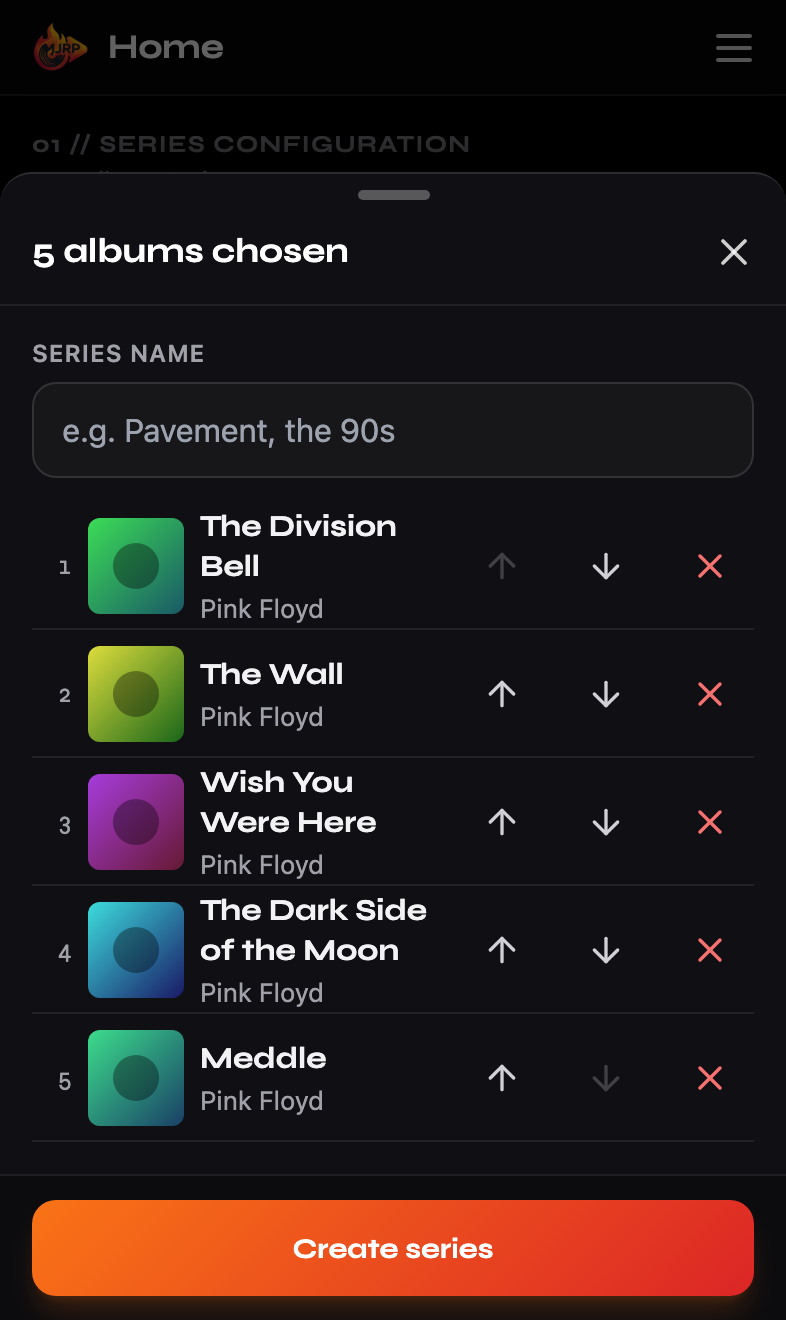 MJRP
Home
01 // SERIES CONFIGURATION
5 albums chosen
SERIES NAME
e.g. Pavement, the 90s
1
The Division
Bell
Pink Floyd
2
The Wall
Pink Floyd
3
Wish You
Were Here
Pink Floyd
4
The Dark Side
of the Moon
Pink Floyd
5
Meddle
Pink Floyd
Create series